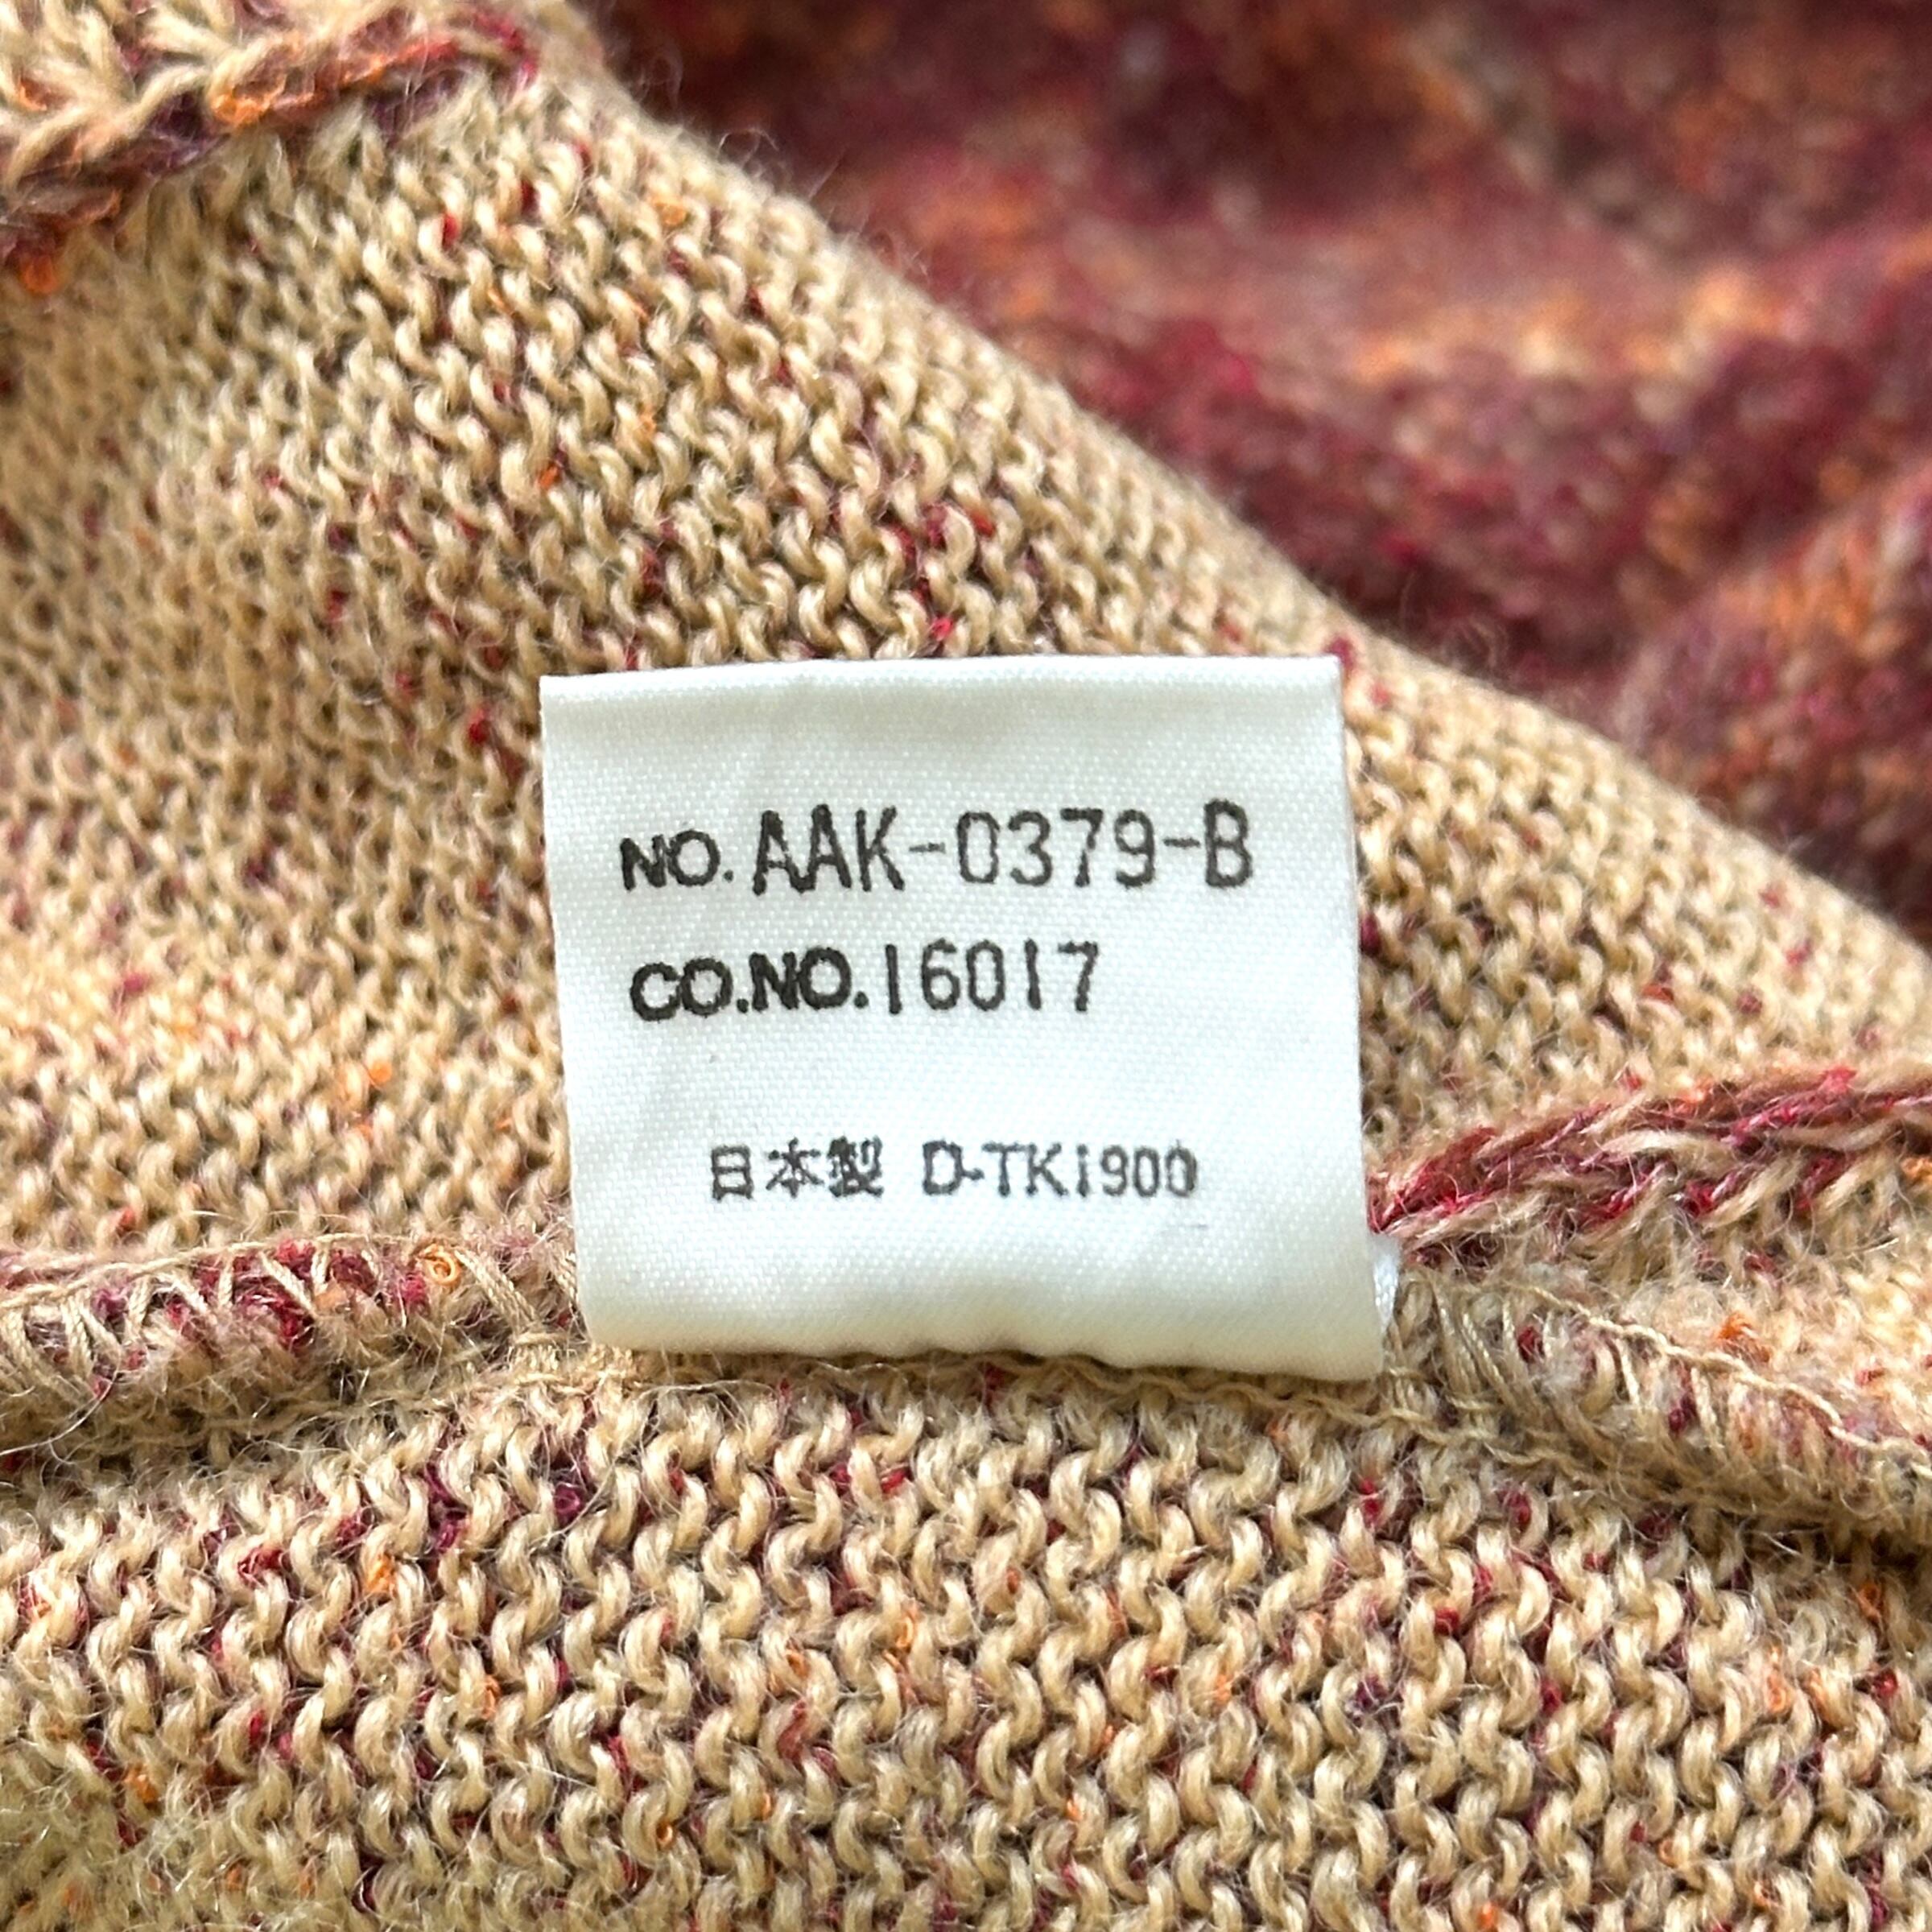 NO. AAK-0379-B
CO.NO. 16017
日本製 D-TK1900